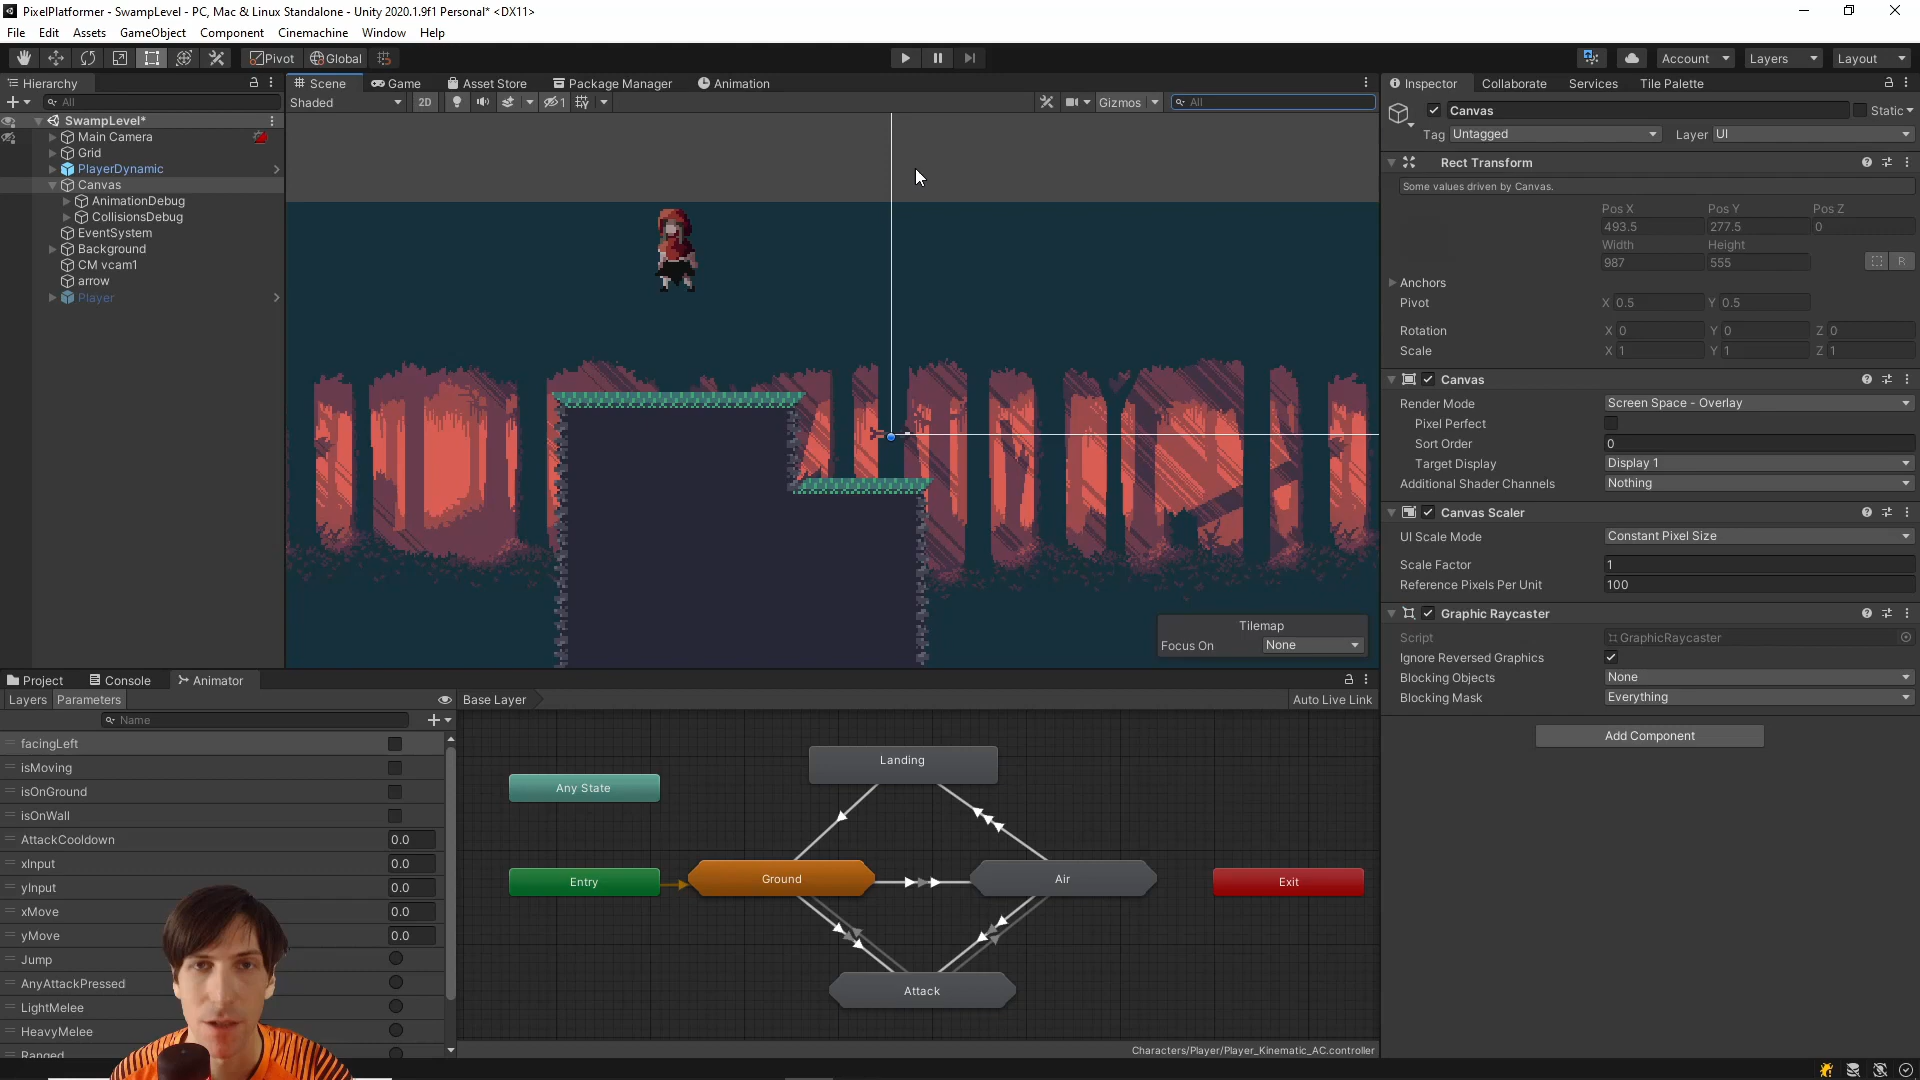 PixelPlatformer - SwampLevel - PC, Mac & Linux Standalone - Unity 2020.1.9f1 Personal* <DX11>
File Edit Assets GameObject Component Cinemachine Window Help
Pivot Global Account Layers Layout
Hierarchy
All
SwampLevel*
Main Camera
Grid
PlayerDynamic
Canvas
AnimationDebug
CollisionsDebug
EventSystem
Background
CM vcam1
arrow
Player
Scene Game Asset Store Package Manager Animation
Shaded 2D 1 Gizmos All
Tilemap
Focus On None
Inspector Collaborate Services Tile Palette
Canvas Static
Tag Untagged Layer UI
Rect Transform
Some values driven by Canvas.
Pos X Pos Y Pos Z
493.5 277.5 0
Width Height
987 555 R
Anchors
Pivot X 0.5 Y 0.5
Rotation X 0 Y 0 Z 0
Scale X 1 Y 1 Z 1
Canvas
Render Mode Screen Space - Overlay
Pixel Perfect
Sort Order 0
Target Display Display 1
Additional Shader Channels Nothing
Canvas Scaler
UI Scale Mode Constant Pixel Size
Scale Factor 1
Reference Pixels Per Unit 100
Graphic Raycaster
Script GraphicRaycaster
Ignore Reversed Graphics
Blocking Objects None
Blocking Mask Everything
Add Component
Project Console Animator
Layers Parameters Base Layer Auto Live Link
Name
facingLeft
isMoving
isOnGround
isOnWall
AttackCooldown 0.0
xInput 0.0
yInput 0.0
xMove 0.0
yMove 0.0
Jump
AnyAttackPressed
LightMelee
HeavyMelee
Ranged
Landing
Any State
Entry
Ground
Air
Exit
Attack
Characters/Player/Player_Kinematic_AC.controller